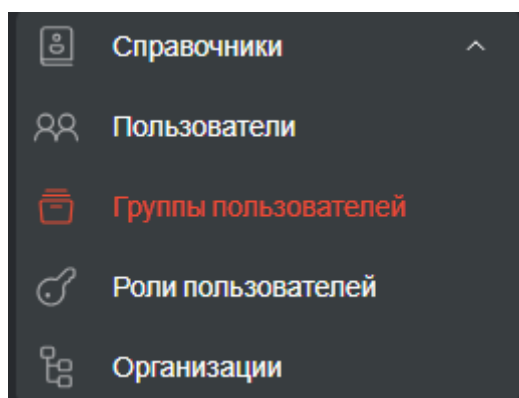 Справочники
Пользователи
Группы пользователей
Роли пользователей
Организации